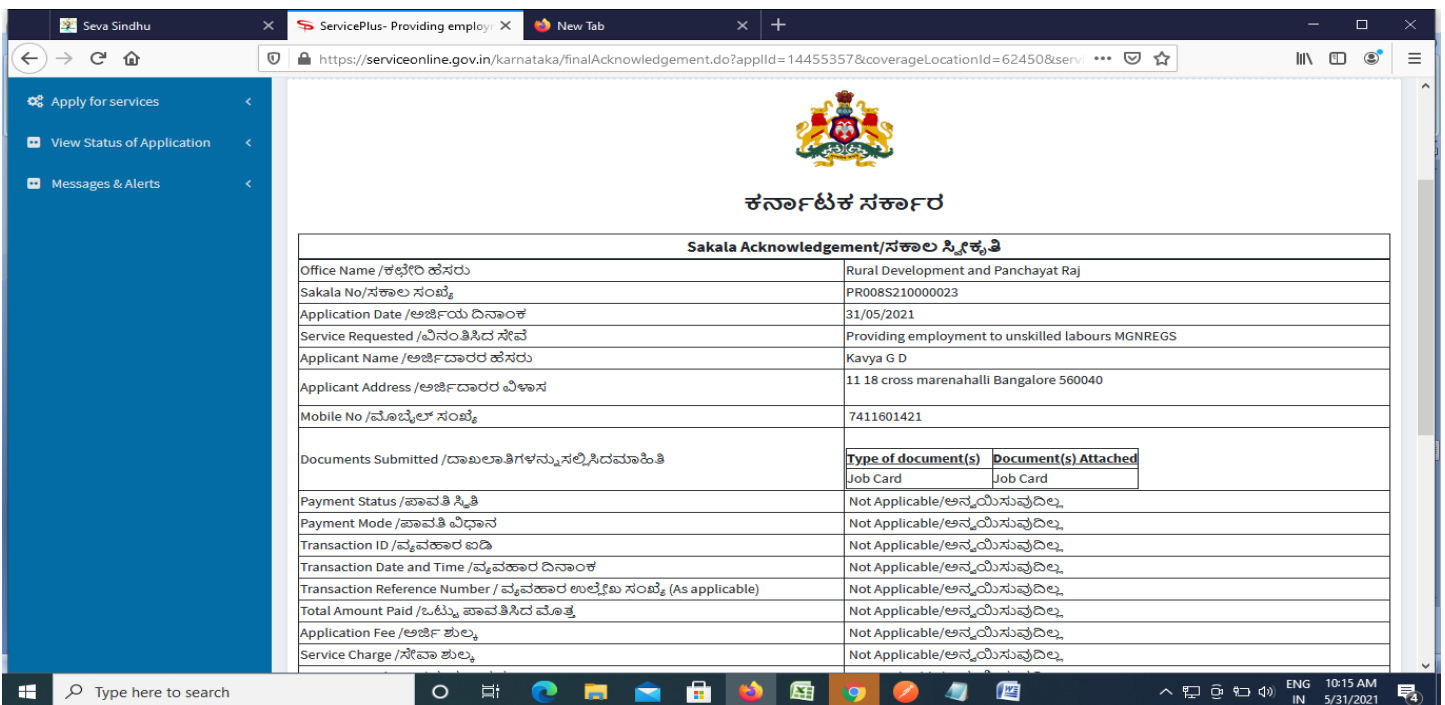 Seva Sindhu
ServicePlus- Providing employr
New Tab
https://serviceonline.gov.in/karnataka/finalAcknowledgement.do?applId=14455357&coverageLocationId=62450&servi
Apply for services
View Status of Application
Messages & Alerts
ಕರ್ನಾಟಕ ಸರ್ಕಾರ
Sakala Acknowledgement/ಸಕಾಲ ಸ್ವೀಕೃತಿ
Office Name /ಕಛೇರಿ ಹೆಸರು Rural Development and Panchayat Raj
Sakala No/ಸಕಾಲ ಸಂಖ್ಯೆ PR008S210000023
Application Date /ಅರ್ಜಿಯ ದಿನಾಂಕ 31/05/2021
Service Requested /ವಿನಂತಿಸಿದ ಸೇವೆ Providing employment to unskilled labours MGNREGS
Applicant Name /ಅರ್ಜಿದಾರರ ಹೆಸರು Kavya G D
Applicant Address /ಅರ್ಜಿದಾರರ ವಿಳಾಸ 11 18 cross marenahalli Bangalore 560040
Mobile No /ಮೊಬೈಲ್ ಸಂಖ್ಯೆ 7411601421
Documents Submitted /ದಾಖಲಾತಿಗಳನ್ನುಸಲ್ಲಿಸಿದಮಾಹಿತಿ
Type of document(s) Document(s) Attached
Job Card Job Card
Payment Status /ಪಾವತಿ ಸ್ಥಿತಿ Not Applicable/ಅನ್ವಯಿಸುವುದಿಲ್ಲ
Payment Mode /ಪಾವತಿ ವಿಧಾನ Not Applicable/ಅನ್ವಯಿಸುವುದಿಲ್ಲ
Transaction ID /ವ್ಯವಹಾರ ಐಡಿ Not Applicable/ಅನ್ವಯಿಸುವುದಿಲ್ಲ
Transaction Date and Time /ವ್ಯವಹಾರ ದಿನಾಂಕ Not Applicable/ಅನ್ವಯಿಸುವುದಿಲ್ಲ
Transaction Reference Number / ವ್ಯವಹಾರ ಉಲ್ಲೇಖ ಸಂಖ್ಯೆ (As applicable) Not Applicable/ಅನ್ವಯಿಸುವುದಿಲ್ಲ
Total Amount Paid /ಒಟ್ಟು ಪಾವತಿಸಿದ ಮೊತ್ತ Not Applicable/ಅನ್ವಯಿಸುವುದಿಲ್ಲ
Application Fee /ಅರ್ಜಿ ಶುಲ್ಕ Not Applicable/ಅನ್ವಯಿಸುವುದಿಲ್ಲ
Service Charge /ಸೇವಾ ಶುಲ್ಕ Not Applicable/ಅನ್ವಯಿಸುವುದಿಲ್ಲ
Type here to search
ENG 10:15 AM
IN 5/31/2021
4